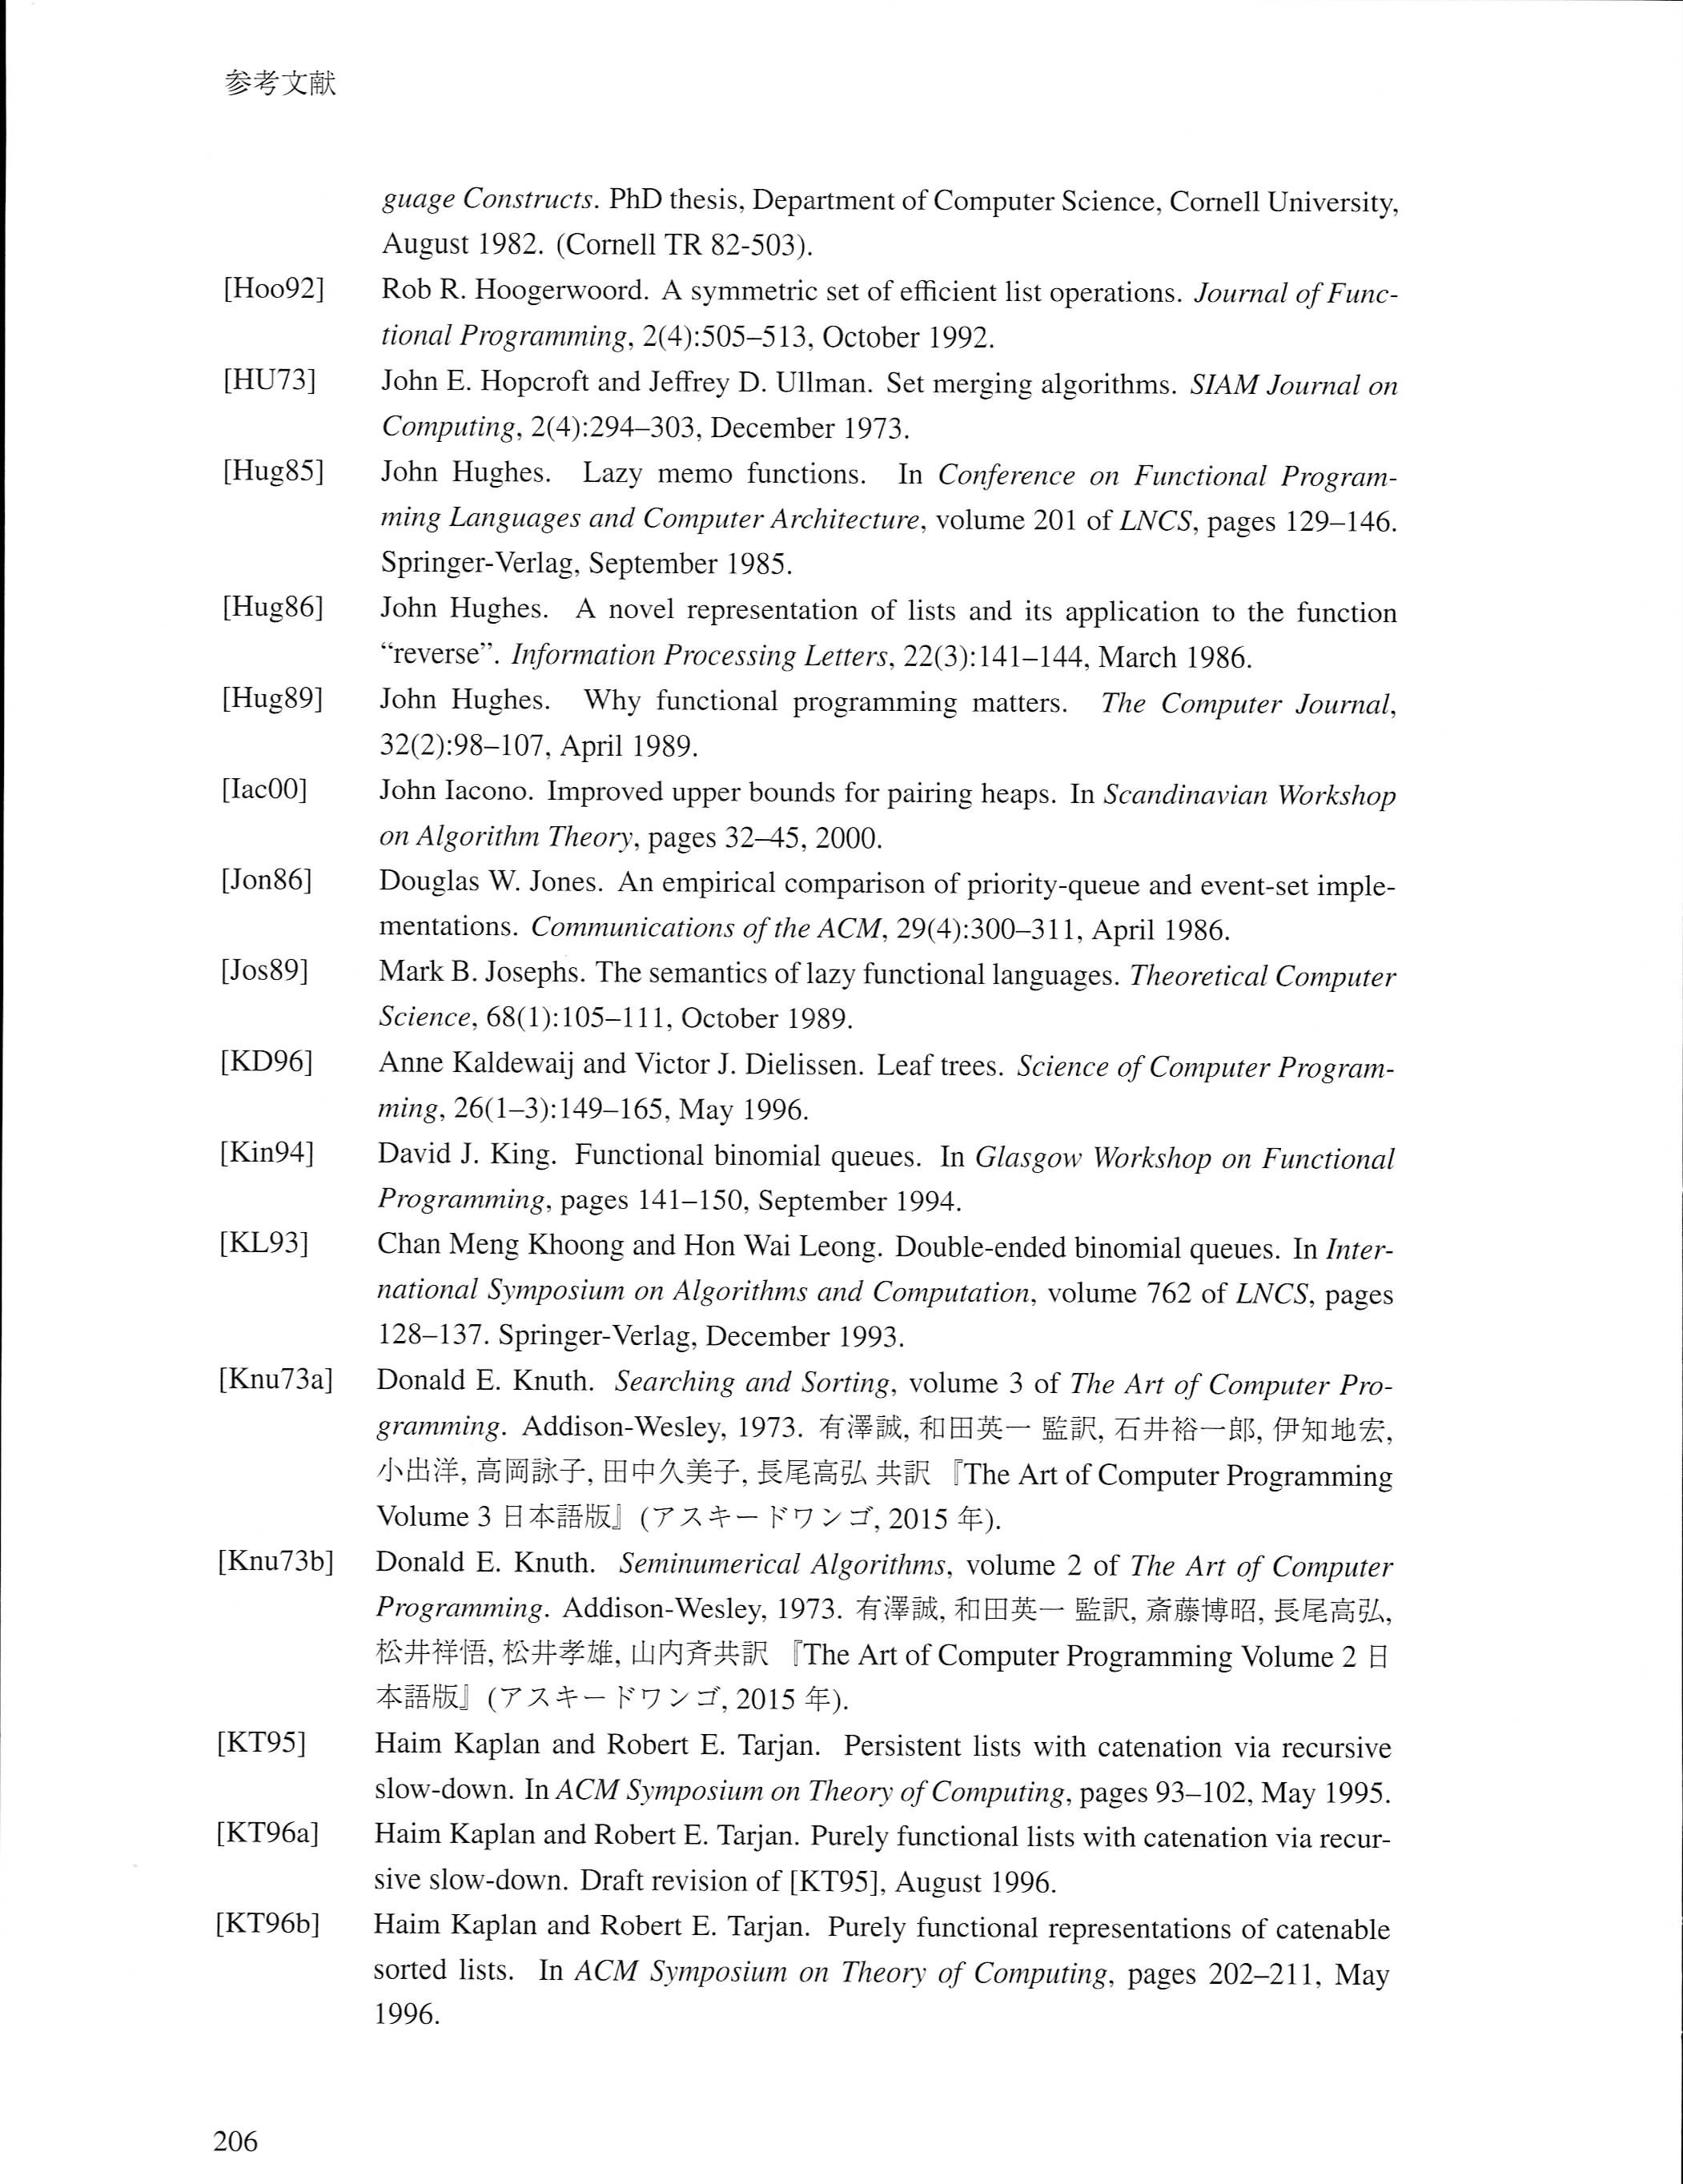 参考文献
guage Constructs. PhD thesis, Department of Computer Science, Cornell University,
August 1982. (Cornell TR 82-503).
[Hoo92] Rob R. Hoogerwoord. A symmetric set of efficient list operations. Journal of Func-
tional Programming, 2(4):505–513, October 1992.
[HU73] John E. Hopcroft and Jeffrey D. Ullman. Set merging algorithms. SIAM Journal on
Computing, 2(4):294–303, December 1973.
[Hug85] John Hughes. Lazy memo functions. In Conference on Functional Program-
ming Languages and Computer Architecture, volume 201 of LNCS, pages 129–146.
Springer-Verlag, September 1985.
[Hug86] John Hughes. A novel representation of lists and its application to the function
“reverse”. Information Processing Letters, 22(3):141–144, March 1986.
[Hug89] John Hughes. Why functional programming matters. The Computer Journal,
32(2):98–107, April 1989.
[Iac00] John Iacono. Improved upper bounds for pairing heaps. In Scandinavian Workshop
on Algorithm Theory, pages 32–45, 2000.
[Jon86] Douglas W. Jones. An empirical comparison of priority-queue and event-set imple-
mentations. Communications of the ACM, 29(4):300–311, April 1986.
[Jos89] Mark B. Josephs. The semantics of lazy functional languages. Theoretical Computer
Science, 68(1):105–111, October 1989.
[KD96] Anne Kaldewaij and Victor J. Dielissen. Leaf trees. Science of Computer Program-
ming, 26(1–3):149–165, May 1996.
[Kin94] David J. King. Functional binomial queues. In Glasgow Workshop on Functional
Programming, pages 141–150, September 1994.
[KL93] Chan Meng Khoong and Hon Wai Leong. Double-ended binomial queues. In Inter-
national Symposium on Algorithms and Computation, volume 762 of LNCS, pages
128–137. Springer-Verlag, December 1993.
[Knu73a] Donald E. Knuth. Searching and Sorting, volume 3 of The Art of Computer Pro-
gramming. Addison-Wesley, 1973. 有澤誠, 和田英一 監訳, 石井裕一郎, 伊知地宏,
小出洋, 高岡詠子, 田中久美子, 長尾高弘 共訳 『The Art of Computer Programming
Volume 3 日本語版』(アスキードワンゴ, 2015 年).
[Knu73b] Donald E. Knuth. Seminumerical Algorithms, volume 2 of The Art of Computer
Programming. Addison-Wesley, 1973. 有澤誠, 和田英一 監訳, 斎藤博昭, 長尾高弘,
松井祥悟, 松井孝雄, 山内斉共訳 『The Art of Computer Programming Volume 2 日
本語版』(アスキードワンゴ, 2015 年).
[KT95] Haim Kaplan and Robert E. Tarjan. Persistent lists with catenation via recursive
slow-down. In ACM Symposium on Theory of Computing, pages 93–102, May 1995.
[KT96a] Haim Kaplan and Robert E. Tarjan. Purely functional lists with catenation via recur-
sive slow-down. Draft revision of [KT95], August 1996.
[KT96b] Haim Kaplan and Robert E. Tarjan. Purely functional representations of catenable
sorted lists. In ACM Symposium on Theory of Computing, pages 202–211, May
1996.
206